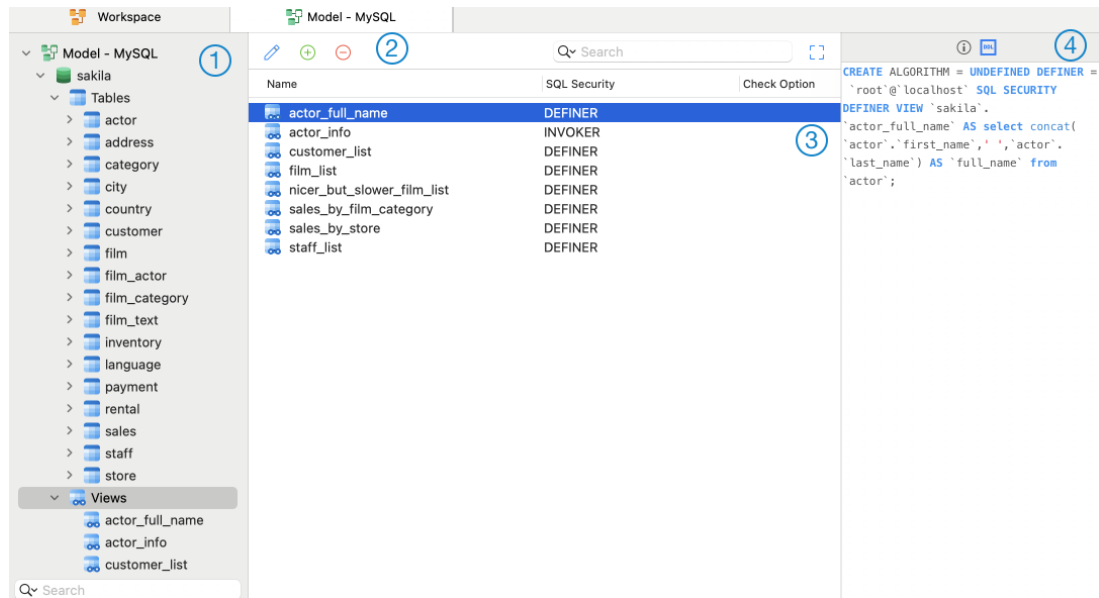 Workspace
Model - MySQL
Model - MySQL
1
sakila
Tables
actor
address
category
city
country
customer
film
film_actor
film_category
film_text
inventory
language
payment
rental
sales
staff
store
Views
actor_full_name
actor_info
customer_list
Search
2
Search
Name SQL Security Check Option
actor_full_name DEFINER
actor_info INVOKER
customer_list DEFINER
film_list DEFINER
nicer_but_slower_film_list DEFINER
sales_by_film_category DEFINER
sales_by_store DEFINER
staff_list DEFINER
3
DDL
4
CREATE ALGORITHM = UNDEFINED DEFINER =
`root`@`localhost` SQL SECURITY
DEFINER VIEW `sakila`.
`actor_full_name` AS select concat(
`actor`.`first_name`,' ',`actor`.
`last_name`) AS `full_name` from
`actor`;